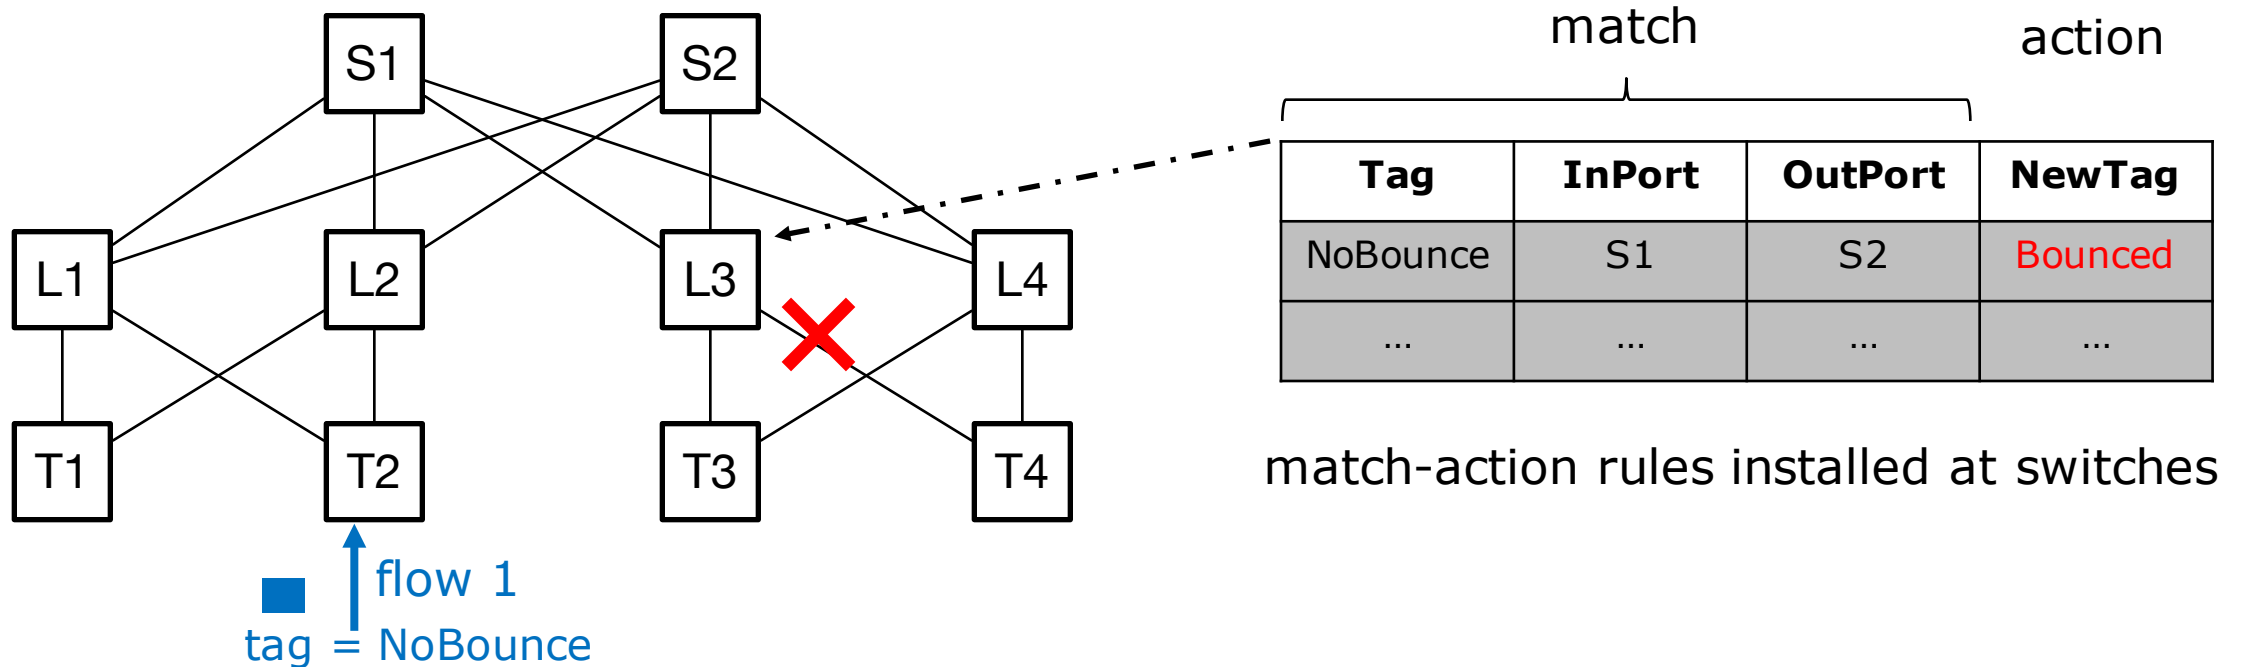 S1
S2
L1
L2
L3
L4
T1
T2
T3
T4
flow 1
tag = NoBounce
match
action
Tag InPort OutPort NewTag
NoBounce S1 S2 Bounced
... ... ... ...
match-action rules installed at switches